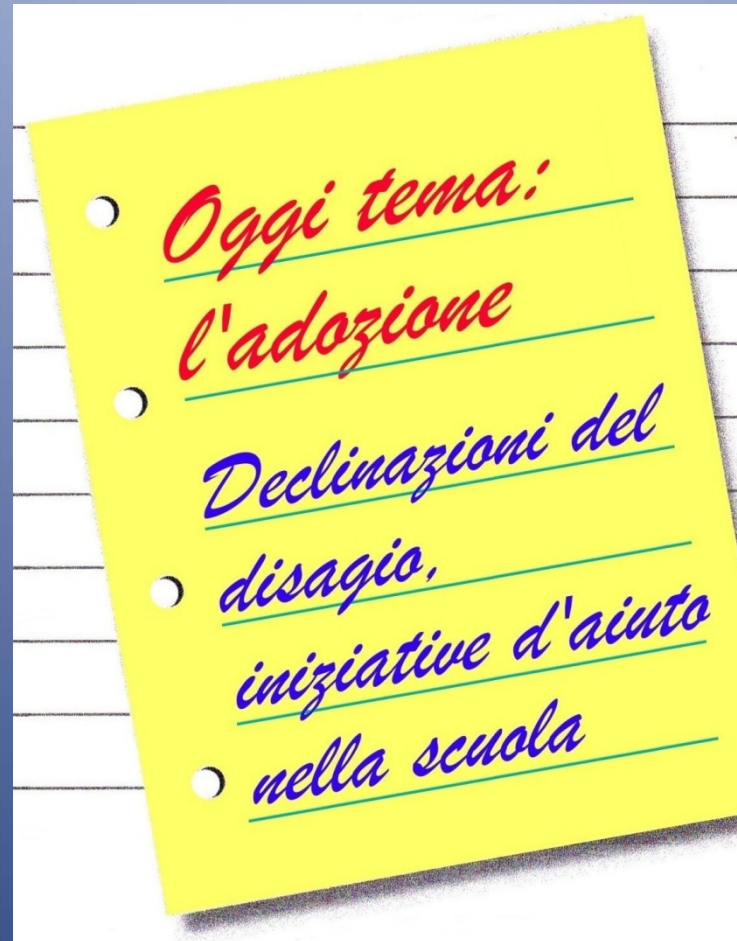 Oggi tema:
l'adozione
Declinazioni del
disagio,
iniziative d'aiuto
nella scuola